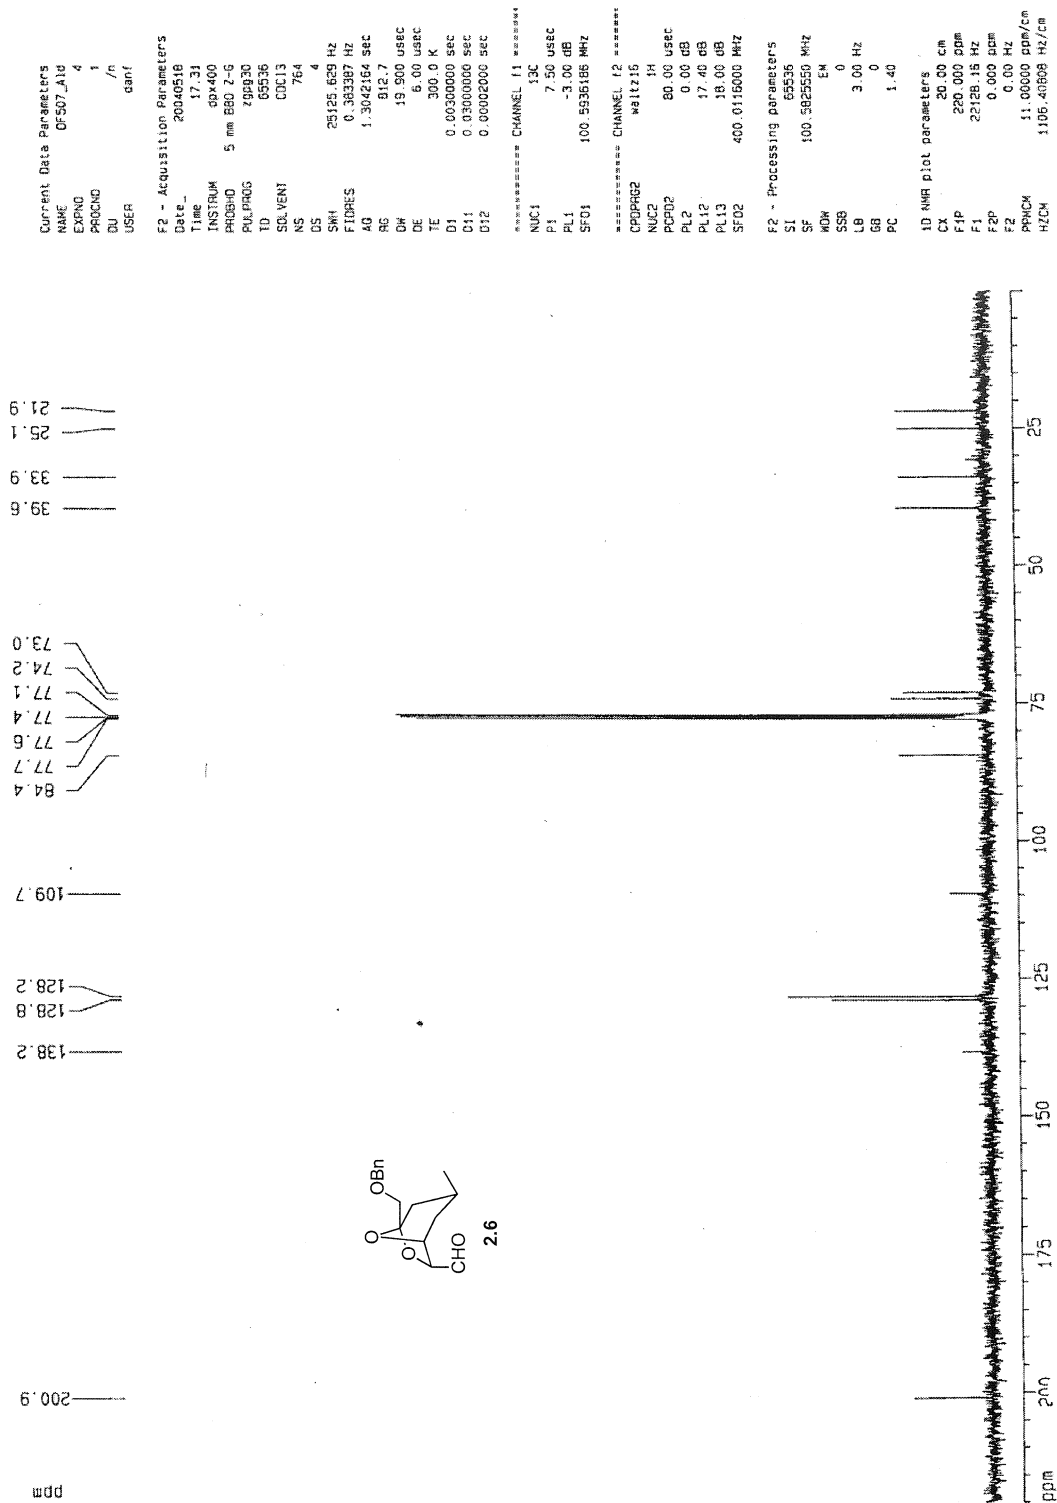 Current Data Parameters
NAME DF507_Ald
EXPNO 4
PROCNO 1
DU /n
USER danf
F2 - Acquisition Parameters
Date_ 20040518
Time 17.31
INSTRUM dpx400
PROBHD 5 mm BBO Z-G
PULPROG zgpg30
TD 65536
SOLVENT CDCl3
NS 764
DS 4
SWH 25125.629 Hz
FIDRES 0.383387 Hz
AQ 1.3042164 sec
RG 812.7
DW 19.900 usec
DE 6.00 usec
TE 300.0 K
D1 0.00300000 sec
D11 0.03000000 sec
D12 0.00002000 sec
======== CHANNEL f1 ========
NUC1 13C
P1 7.50 usec
PL1 -3.00 dB
SFO1 100.5936186 MHz
======== CHANNEL f2 ========
CPDPRG2 waltz16
NUC2 1H
PCPD2 80.00 usec
PL2 0.00 dB
PL12 17.40 dB
PL13 18.00 dB
SFO2 400.0116000 MHz
F2 - Processing parameters
SI 65536
SF 100.5825550 MHz
WDW EM
SSB 0
LB 3.00 Hz
GB 0
PC 1.40
1D NMR plot parameters
CX 20.00 cm
F1P 220.000 ppm
F1 22128.16 Hz
F2P 0.000 ppm
F2 0.00 Hz
PPMCM 11.00000 ppm/cm
HZCM 1106.40808 Hz/cm
ppm
200.9
138.2
128.8
128.2
109.7
84.4
77.7
77.6
77.4
77.1
74.2
73.0
39.6
33.9
25.1
21.9
O
OBn
O
CHO
2.6
ppm 200 175 150 125 100 75 50 25